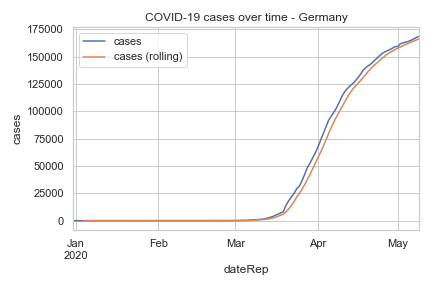 COVID-19 cases over time - Germany
cases
cases (rolling)
175000
150000
125000
100000
75000
50000
25000
0
cases
Jan
2020
Feb
Mar
Apr
May
dateRep